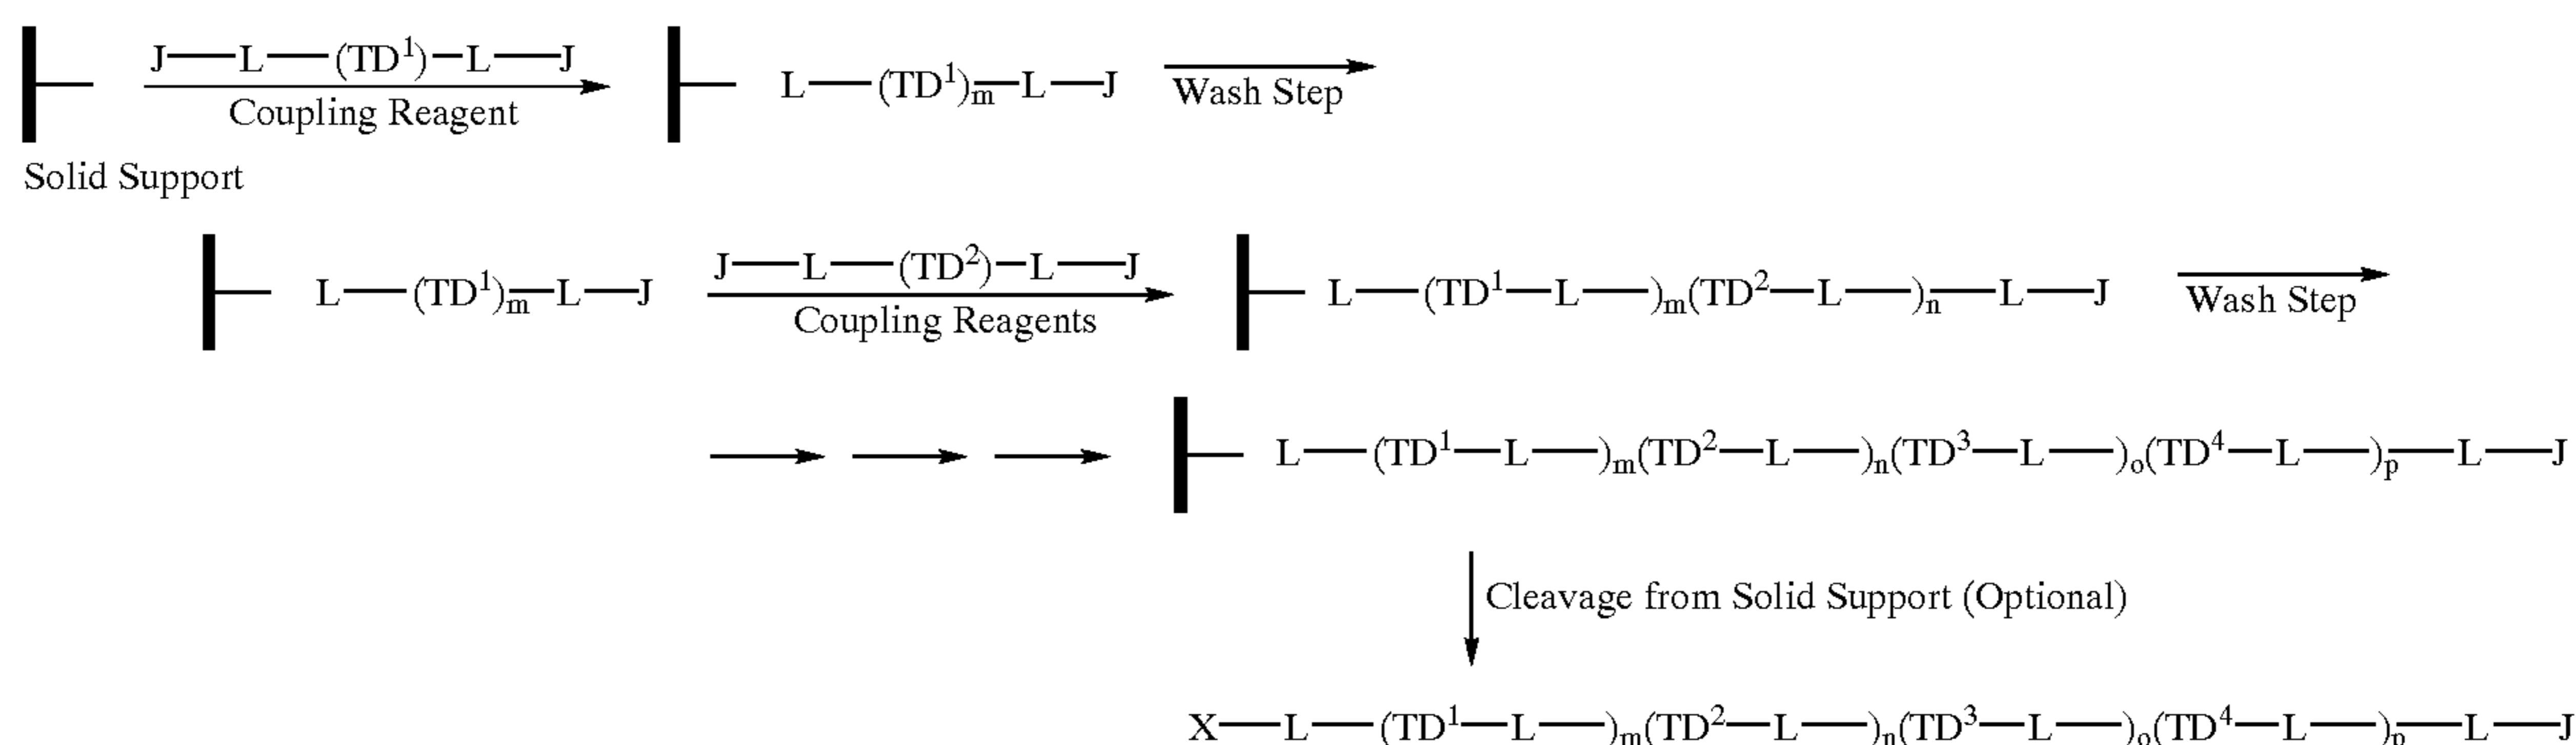 J—L—(TD¹)—L—J
Coupling Reagent
L—(TD¹)ₘ—L—J
Wash Step
Solid Support
L—(TD¹)ₘ—L—J
J—L—(TD²)—L—J
Coupling Reagents
L—(TD¹—L—)ₘ(TD²—L—)ₙ—L—J
Wash Step
L—(TD¹—L—)ₘ(TD²—L—)ₙ(TD³—L—)ₒ(TD⁴—L—)ₚ—L—J
Cleavage from Solid Support (Optional)
X—L—(TD¹—L—)ₘ(TD²—L—)ₙ(TD³—L—)ₒ(TD⁴—L—)ₚ—L—J